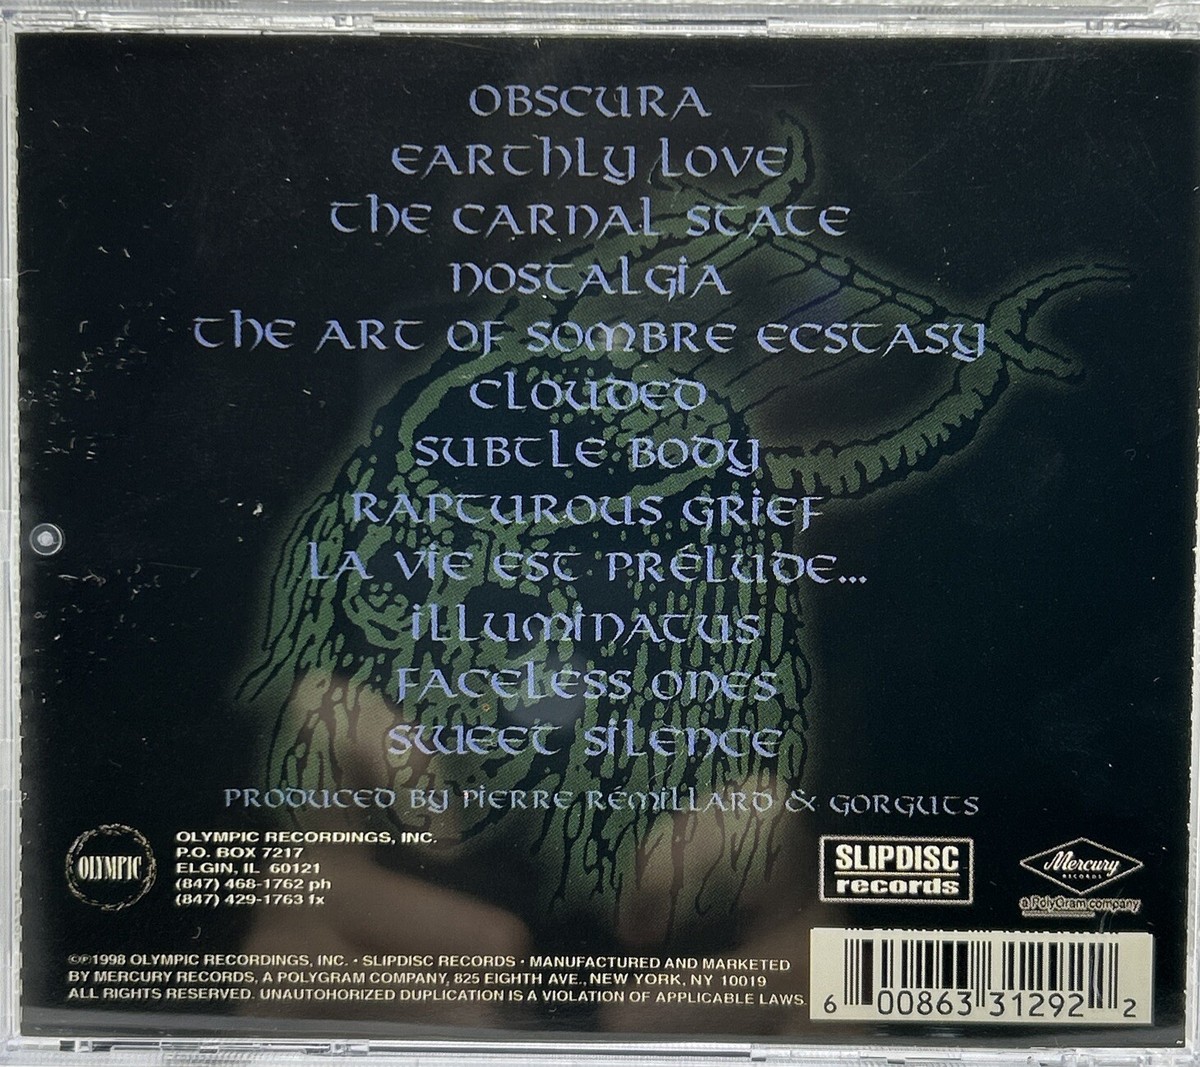 OBSCURA
EARTHLY LOVE
THE CARNAL STATE
NOSTALGIA
THE ART OF SOMBRE ECSTASY
CLOUDED
SUBTLE BODY
RAPTUROUS GRIEF
LA VIE EST PRÉLUDE...
ILLUMINATUS
FACELESS ONES
SWEET SILENCE
PRODUCED BY PIERRE RÉMILLARD & GORGUTS
OLYMPIC
OLYMPIC RECORDINGS, INC.
P.O. BOX 7217
ELGIN, IL 60121
(847) 468-1762 ph
(847) 429-1763 fx
SLIPDISC
records
Mercury
RECORDS
a PolyGram company
©℗1998 OLYMPIC RECORDINGS, INC. · SLIPDISC RECORDS · MANUFACTURED AND MARKETED
BY MERCURY RECORDS, A POLYGRAM COMPANY, 825 EIGHTH AVE., NEW YORK, NY 10019
ALL RIGHTS RESERVED. UNAUTOHORIZED DUPLICATION IS A VIOLATION OF APPLICABLE LAWS.
6 00863 31292 2